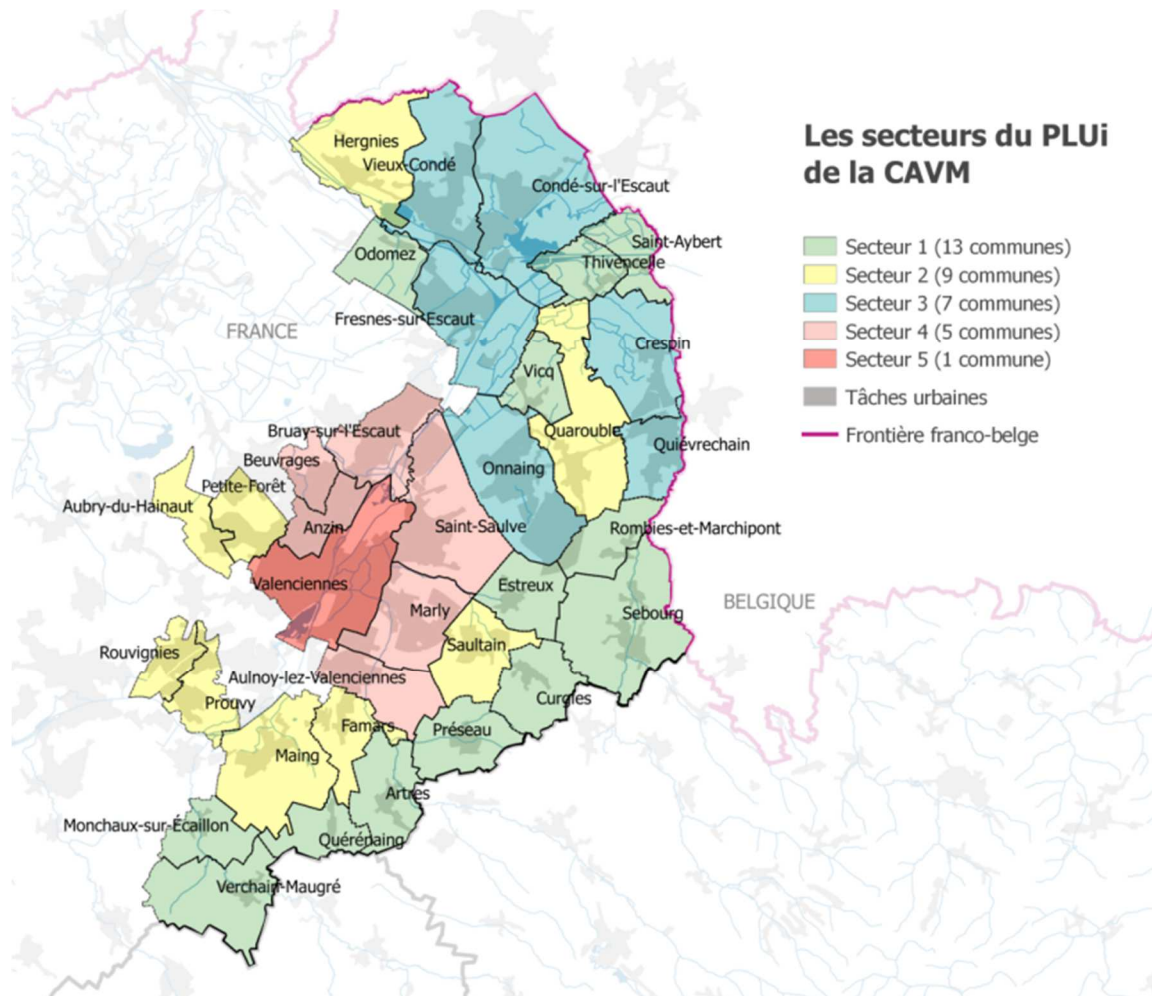 Les secteurs du PLUi
de la CAVM
Secteur 1 (13 communes)
Secteur 2 (9 communes)
Secteur 3 (7 communes)
Secteur 4 (5 communes)
Secteur 5 (1 commune)
Tâches urbaines
Frontière franco-belge
Hergnies
Vieux-Condé
Condé-sur-l'Escaut
Saint-Aybert
Odomez
Thivencelle
Fresnes-sur-Escaut
FRANCE
Crespin
Vicq
Bruay-sur-l'Escaut
Quarouble
Quiévrechain
Beuvrages
Onnaing
Petite-Forêt
Aubry-du-Hainaut
Anzin
Saint-Saulve
Rombies-et-Marchipont
Valenciennes
Estreux
BELGIQUE
Marly
Sebourg
Saultain
Rouvignies
Aulnoy-lez-Valenciennes
Prouvy
Curgies
Famars
Préseau
Maing
Artres
Monchaux-sur-Écaillon
Quérénaing
Verchain-Maugré